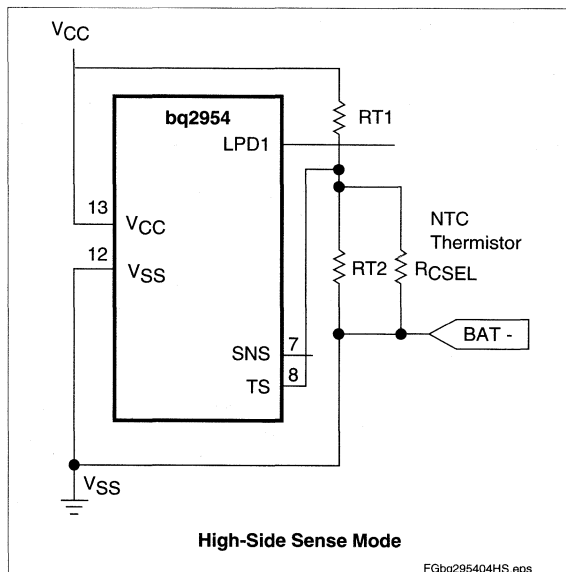 VCC
bq2954
RT1
LPD1
13
VCC
NTC
Thermistor
12
VSS
RT2
RCSEL
BAT -
SNS
7
TS
8
VSS
High-Side Sense Mode
FGbq295404HS.eps